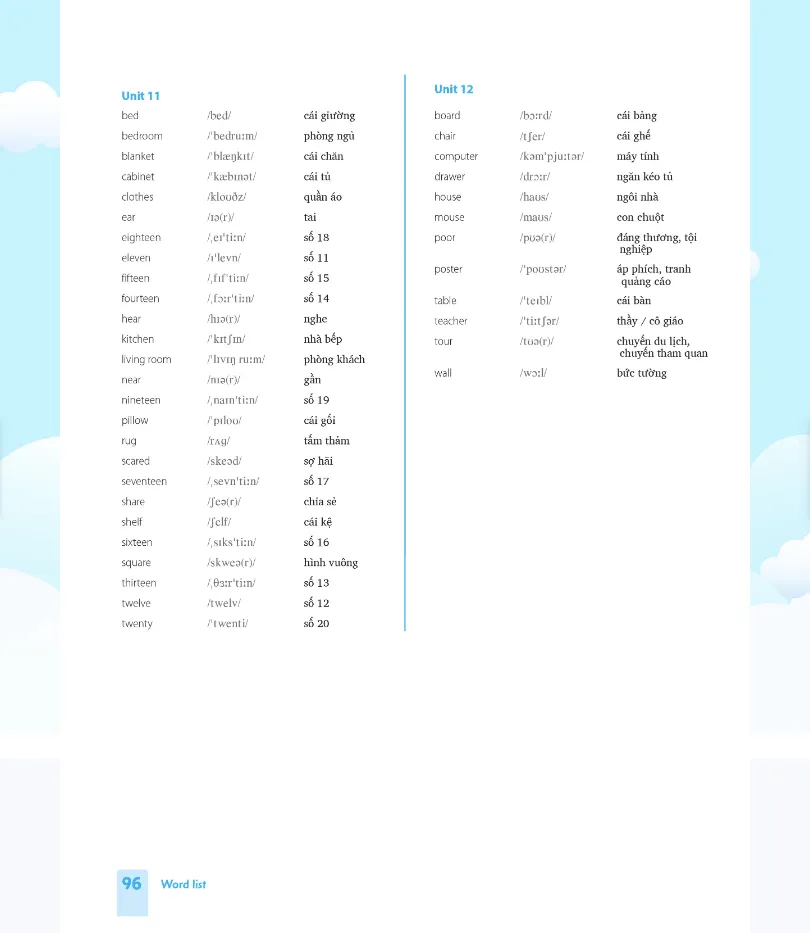 Unit 11
bed /bed/ cái giường
bedroom /ˈbedruːm/ phòng ngủ
blanket /ˈblæŋkɪt/ cái chăn
cabinet /ˈkæbɪnət/ cái tủ
clothes /kloʊðz/ quần áo
ear /ɪə(r)/ tai
eighteen /ˌeɪˈtiːn/ số 18
eleven /ɪˈlevn/ số 11
fifteen /ˌfɪfˈtiːn/ số 15
fourteen /ˌfɔːrˈtiːn/ số 14
hear /hɪə(r)/ nghe
kitchen /ˈkɪtʃɪn/ nhà bếp
living room /ˈlɪvɪŋ ruːm/ phòng khách
near /nɪə(r)/ gần
nineteen /ˌnaɪnˈtiːn/ số 19
pillow /ˈpɪloʊ/ cái gối
rug /rʌg/ tấm thảm
scared /skeəd/ sợ hãi
seventeen /ˌsevnˈtiːn/ số 17
share /ʃeə(r)/ chia sẻ
shelf /ʃelf/ cái kệ
sixteen /ˌsɪksˈtiːn/ số 16
square /skweə(r)/ hình vuông
thirteen /ˌθɜːrˈtiːn/ số 13
twelve /twelv/ số 12
twenty /ˈtwenti/ số 20
Unit 12
board /bɔːrd/ cái bảng
chair /tʃer/ cái ghế
computer /kəmˈpjuːtər/ máy tính
drawer /drɔːr/ ngăn kéo tủ
house /haʊs/ ngôi nhà
mouse /maʊs/ con chuột
poor /pʊə(r)/ đáng thương, tội
nghiệp
poster /ˈpoʊstər/ áp phích, tranh
quảng cáo
table /ˈteɪbl/ cái bàn
teacher /ˈtiːtʃər/ thầy / cô giáo
tour /tʊə(r)/ chuyến du lịch,
chuyến tham quan
wall /wɔːl/ bức tường
96 Word list